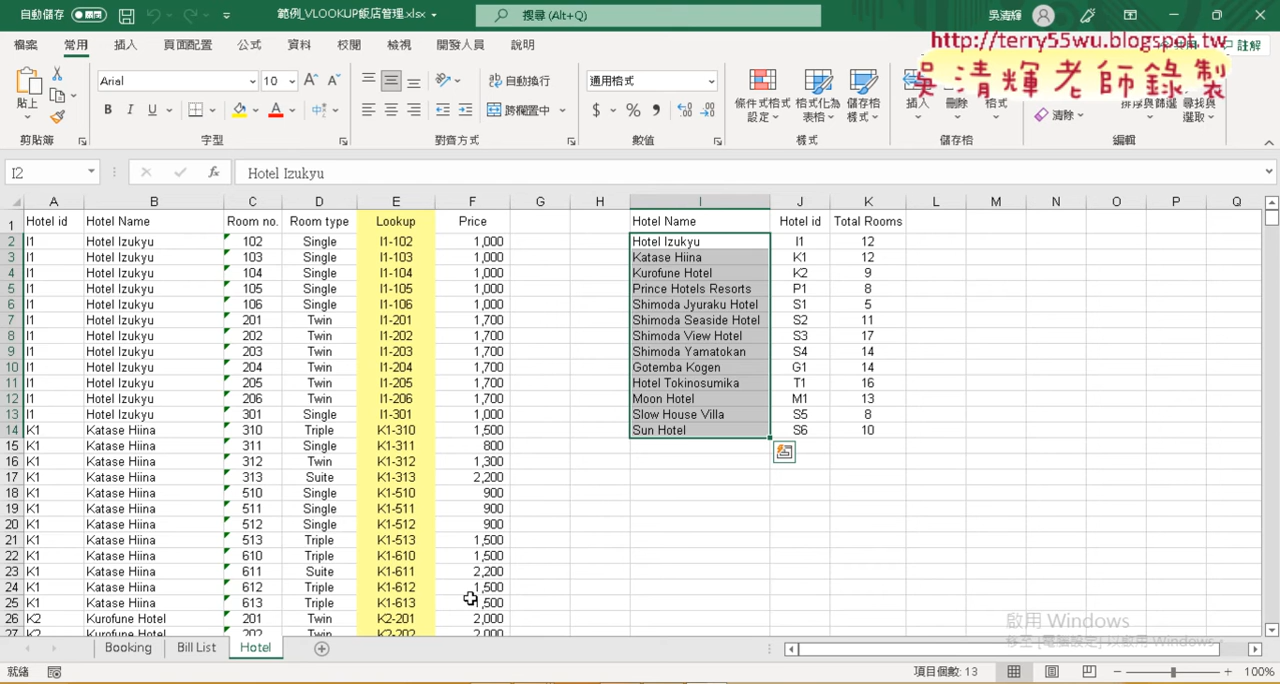 自動儲存 關閉 範例_VLOOKUP飯店管理.xlsx 搜尋 (Alt+Q) 吳清輝
檔案 常用 插入 頁面配置 公式 資料 校閱 檢視 開發人員 說明 註解
http://terry55wu.blogspot.tw
吳清輝老師錄製
Arial 10 自動換行 通用格式
貼上 跨欄置中 條件式格式設定 格式化為表格 儲存格樣式 插入 刪除 格式 清除 排序與篩選 尋找與選取
剪貼簿 字型 對齊方式 數值 樣式 儲存格 編輯
I2 fx Hotel Izukyu
A B C D E F G H I J K L M N O P Q
1 Hotel id Hotel Name Room no. Room type Lookup Price Hotel Name Hotel id Total Rooms
2 I1 Hotel Izukyu 102 Single I1-102 1,000 Hotel Izukyu I1 12
3 I1 Hotel Izukyu 103 Single I1-103 1,000 Katase Hiina K1 12
4 I1 Hotel Izukyu 104 Single I1-104 1,000 Kurofune Hotel K2 9
5 I1 Hotel Izukyu 105 Single I1-105 1,000 Prince Hotels Resorts P1 8
6 I1 Hotel Izukyu 106 Single I1-106 1,000 Shimoda Jyuraku Hotel S1 5
7 I1 Hotel Izukyu 201 Twin I1-201 1,700 Shimoda Seaside Hotel S2 11
8 I1 Hotel Izukyu 202 Twin I1-202 1,700 Shimoda View Hotel S3 17
9 I1 Hotel Izukyu 203 Twin I1-203 1,700 Shimoda Yamatokan S4 14
10 I1 Hotel Izukyu 204 Twin I1-204 1,700 Gotemba Kogen G1 14
11 I1 Hotel Izukyu 205 Twin I1-205 1,700 Hotel Tokinosumika T1 16
12 I1 Hotel Izukyu 206 Twin I1-206 1,700 Moon Hotel M1 13
13 I1 Hotel Izukyu 301 Single I1-301 1,000 Slow House Villa S5 8
14 K1 Katase Hiina 310 Triple K1-310 1,500 Sun Hotel S6 10
15 K1 Katase Hiina 311 Single K1-311 800
16 K1 Katase Hiina 312 Twin K1-312 1,300
17 K1 Katase Hiina 313 Suite K1-313 2,200
18 K1 Katase Hiina 510 Single K1-510 900
19 K1 Katase Hiina 511 Single K1-511 900
20 K1 Katase Hiina 512 Single K1-512 900
21 K1 Katase Hiina 513 Triple K1-513 1,500
22 K1 Katase Hiina 610 Triple K1-610 1,500
23 K1 Katase Hiina 611 Suite K1-611 2,200
24 K1 Katase Hiina 612 Triple K1-612 1,500
25 K1 Katase Hiina 613 Triple K1-613 1,500
26 K2 Kurofune Hotel 201 Twin K2-201 2,000
27 K2 Kurofune Hotel 202 Twin K2-202 2,000
啟用 Windows
移至 [電腦設定] 以啟用 Windows。
Booking Bill List Hotel
就緒 項目個數: 13 100%